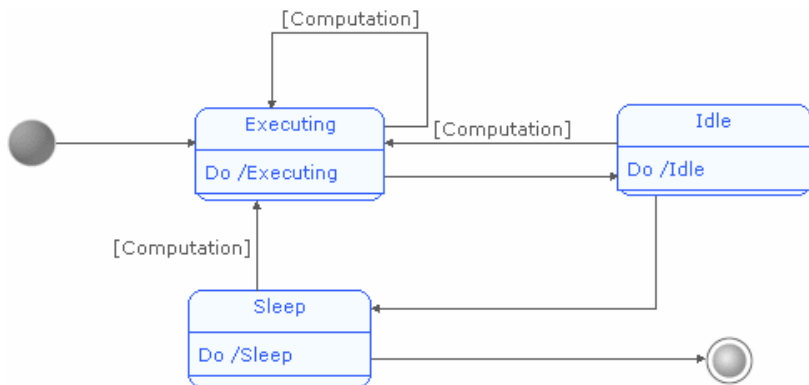 [Computation]
Executing
Do /Executing
[Computation]
Idle
Do /Idle
[Computation]
Sleep
Do /Sleep